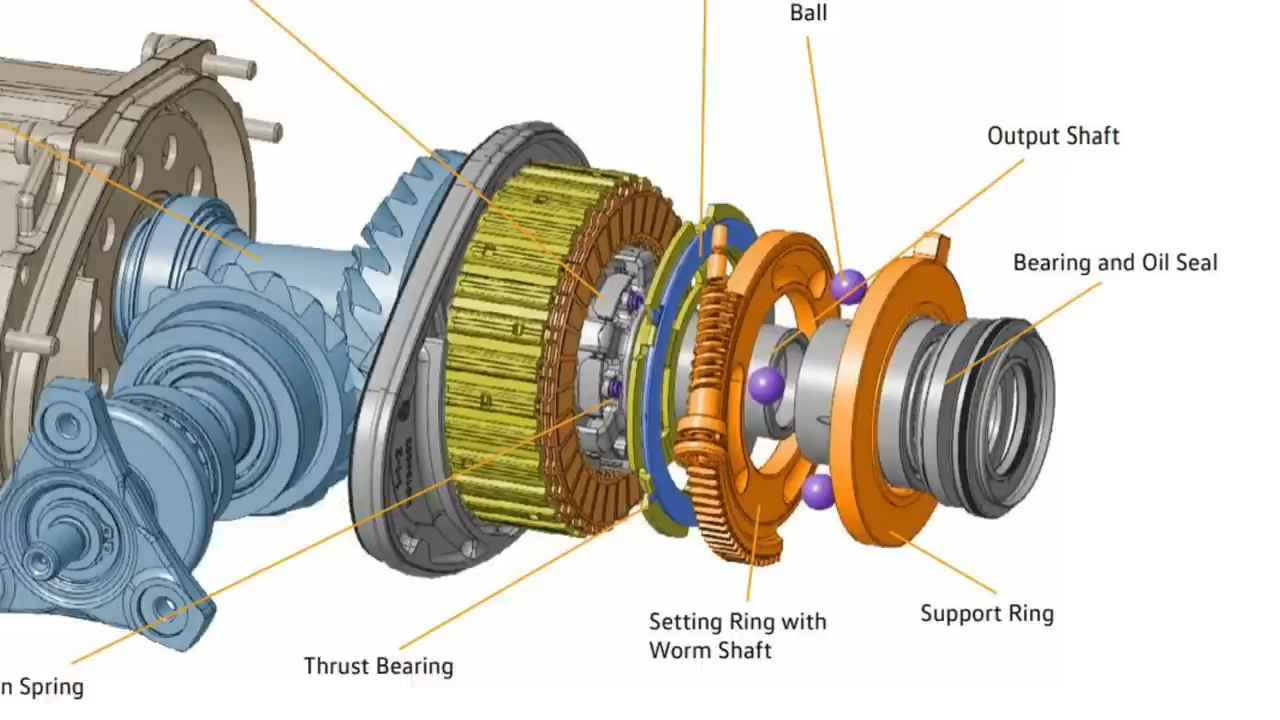 Ball
Output Shaft
Bearing and Oil Seal
Setting Ring with
Worm Shaft
Support Ring
Thrust Bearing
n Spring